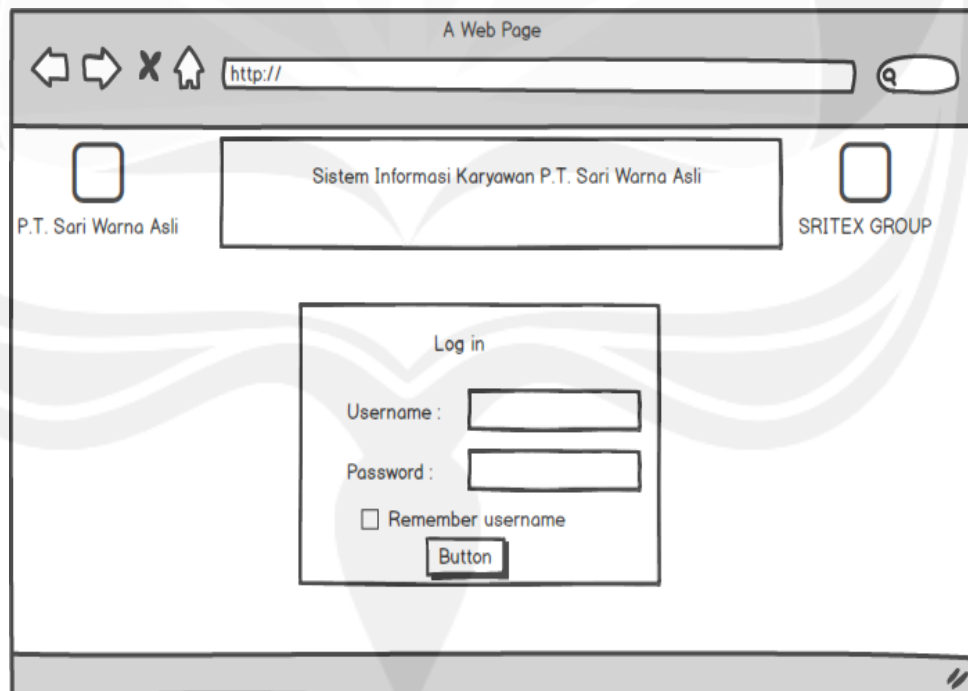 A Web Page
http://
Sistem Informasi Karyawan P.T. Sari Warna Asli
P.T. Sari Warna Asli
SRITEX GROUP
Log in
Username :
Password :
Remember username
Button